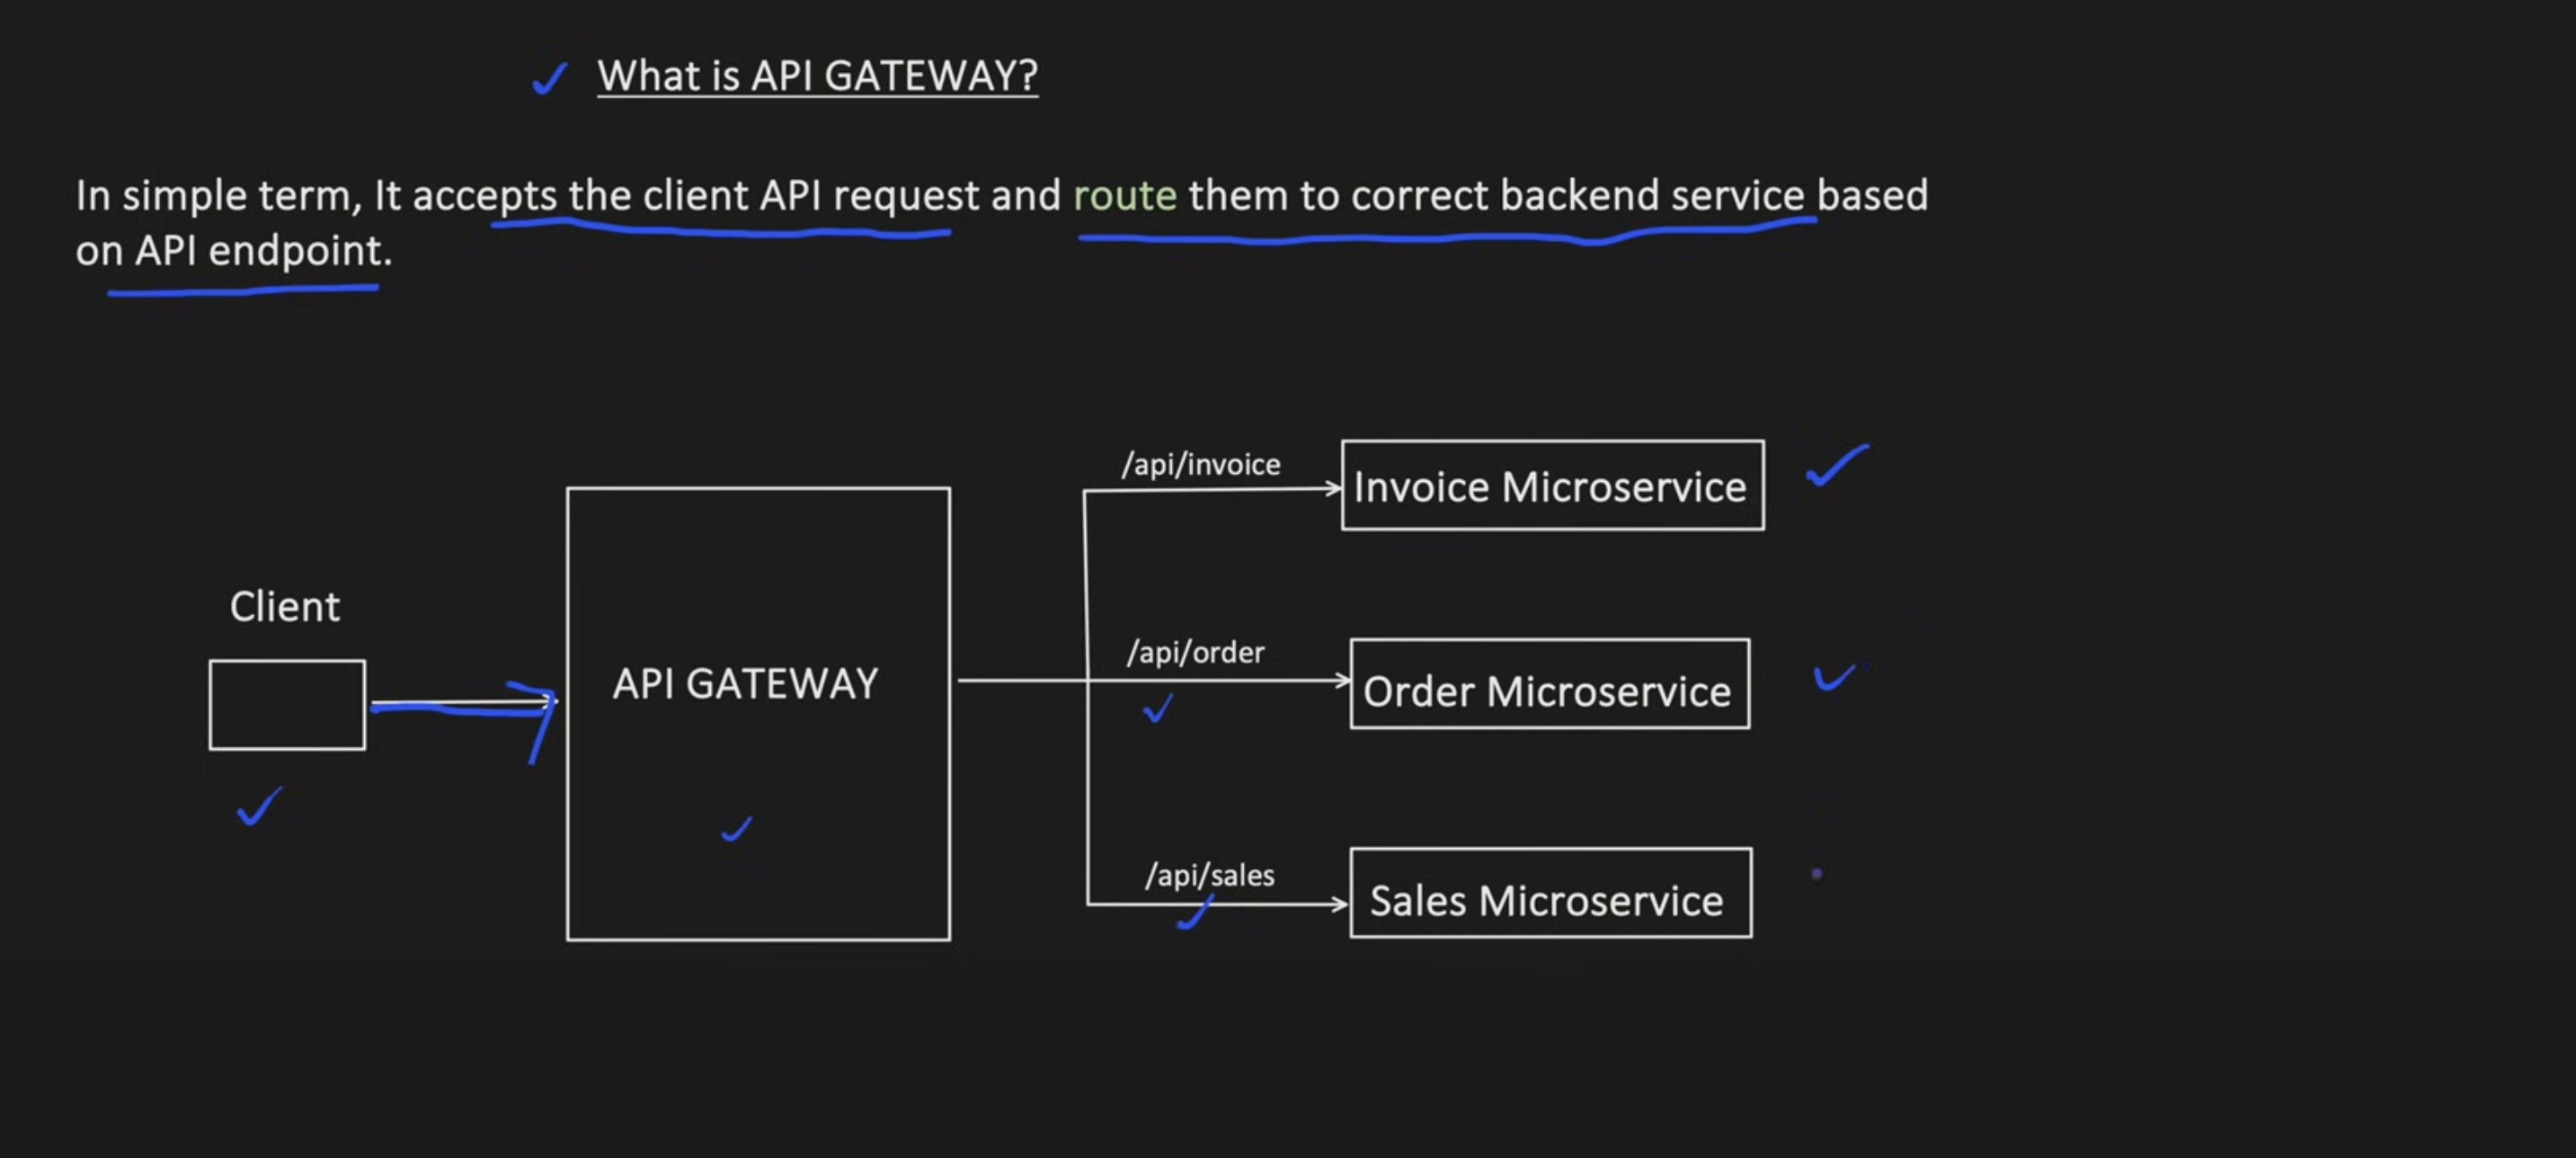 What is API GATEWAY?
In simple term, It accepts the client API request and route them to correct backend service based
on API endpoint.
/api/invoice
Invoice Microservice
Client
/api/order
API GATEWAY
Order Microservice
/api/sales
Sales Microservice